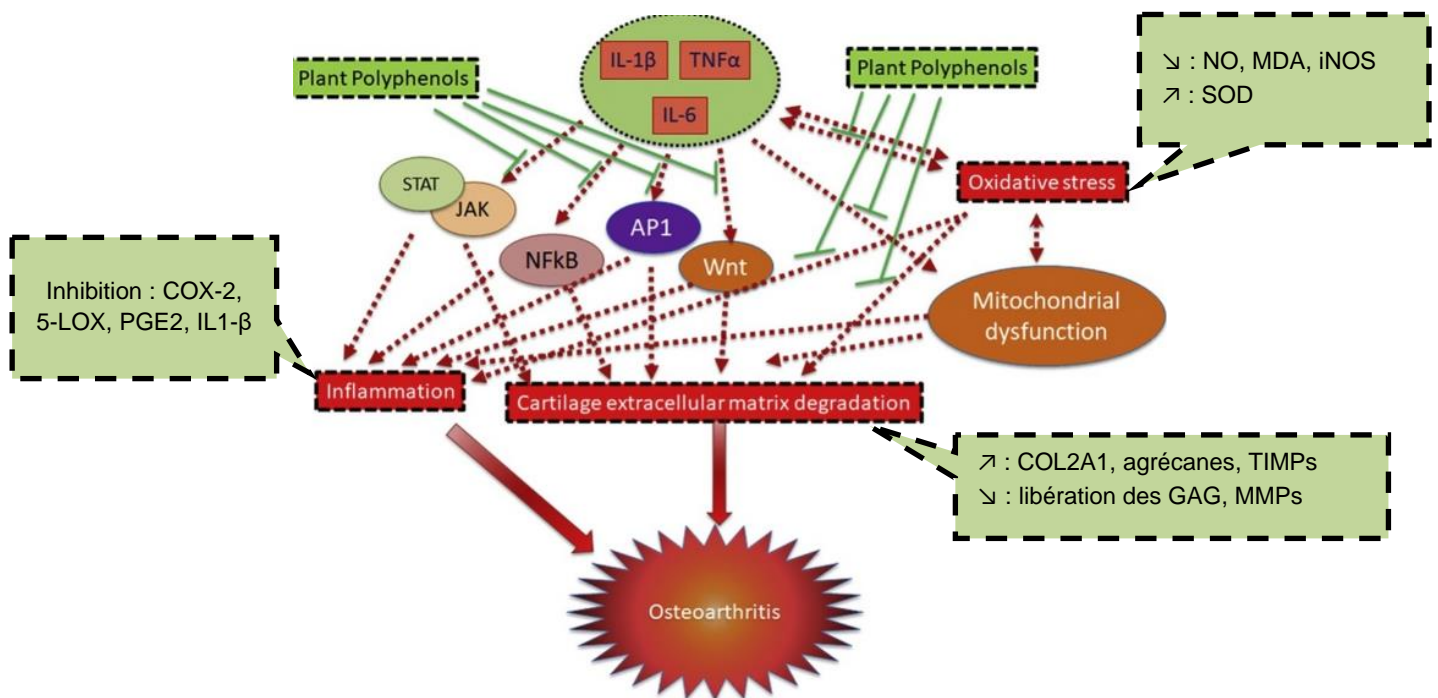 IL-1β
TNFα
IL-6
Plant Polyphenols
Plant Polyphenols
↘ : NO, MDA, iNOS
↗ : SOD
STAT
JAK
NFkB
AP1
Wnt
Oxidative stress
Mitochondrial
dysfunction
Inhibition : COX-2,
5-LOX, PGE2, IL1-β
Inflammation
Cartilage extracellular matrix degradation
↗ : COL2A1, agrécanes, TIMPs
↘ : libération des GAG, MMPs
Osteoarthritis